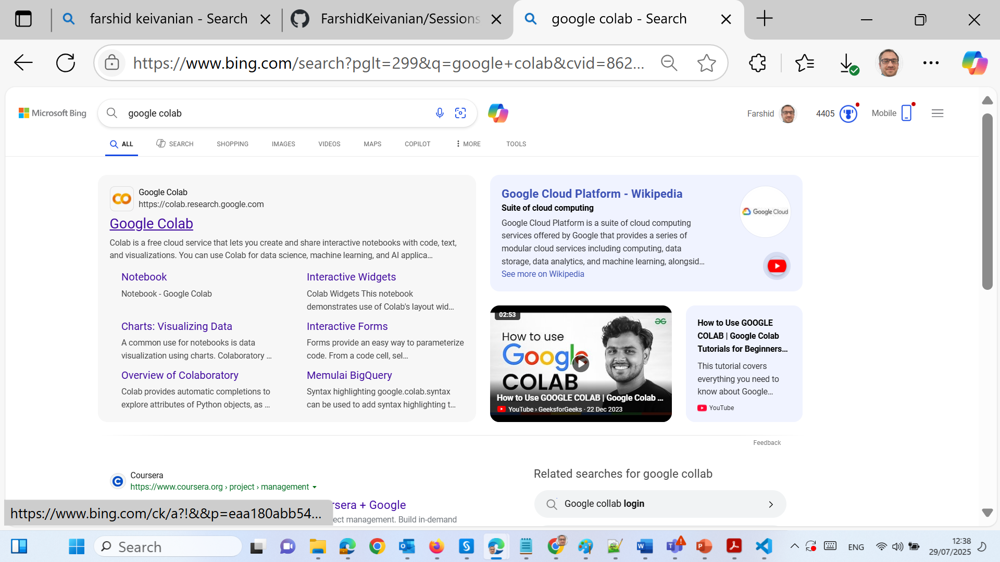 farshid keivanian - Search
FarshidKeivanian/Sessions
google colab - Search
https://www.bing.com/search?pglt=299&q=google+colab&cvid=862...
Microsoft Bing
google colab
Farshid
4405
Mobile
ALL
SEARCH
SHOPPING
IMAGES
VIDEOS
MAPS
COPILOT
MORE
TOOLS
Google Colab
https://colab.research.google.com
Google Colab
Colab is a free cloud service that lets you create and share interactive notebooks with code, text,
and visualizations. You can use Colab for data science, machine learning, and AI applica...
Notebook
Notebook - Google Colab
Interactive Widgets
Colab Widgets This notebook
demonstrates use of Colab's layout wid...
Charts: Visualizing Data
A common use for notebooks is data
visualization using charts. Colaboratory ...
Interactive Forms
Forms provide an easy way to parameterize
code. From a code cell, sel...
Overview of Colaboratory
Colab provides automatic completions to
explore attributes of Python objects, as ...
Memulai BigQuery
Syntax highlighting google.colab.syntax
can be used to add syntax highlighting t...
Google Cloud Platform - Wikipedia
Suite of cloud computing
Google Cloud Platform is a suite of cloud computing
services offered by Google that provides a series of
modular cloud services including computing, data
storage, data analytics, and machine learning, alongsid...
See more on Wikipedia
Google Cloud
02:53
How to use
Google
COLAB
How to Use GOOGLE COLAB | Google Colab ...
YouTube › GeeksforGeeks · 22 Dec 2023
How to Use GOOGLE
COLAB | Google Colab
Tutorials for Beginners...
This tutorial covers
everything you need to
know about Google...
YouTube
Feedback
Coursera
https://www.coursera.org › project › management
rsera + Google
ect management. Build in-demand
Related searches for google collab
Google collab login
https://www.bing.com/ck/a?!&&p=eaa180abb54...
Search
ENG
12:38
29/07/2025